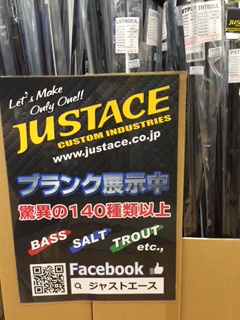 Let's Make
Only One!!
JUSTACE
CUSTOM INDUSTRIES
www.justace.co.jp
ブランク展示中
驚異の140種類以上
BASS SALT TROUT
etc.,
Facebook
ジャストエース